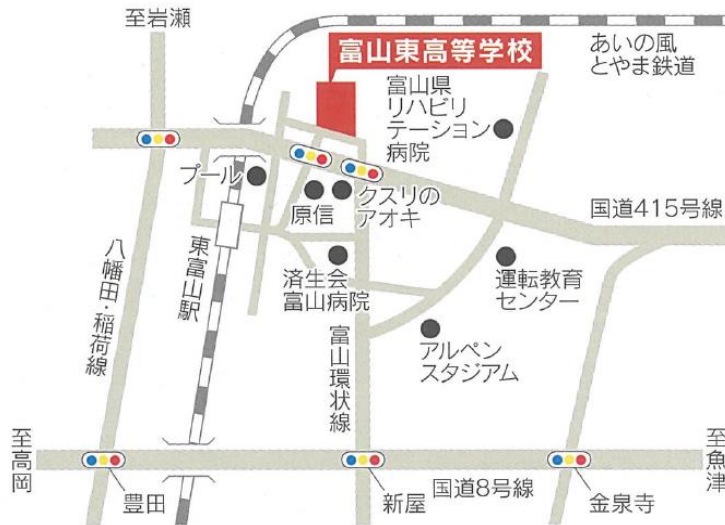 至岩瀬
富山東高等学校
あいの風
とやま鉄道
富山県
リハビリ
テーション
病院
プール
原信
クスリの
アオキ
国道415号線
八幡田・稲荷線
東富山駅
済生会
富山病院
運転教育
センター
富山環状線
アルペン
スタジアム
至高岡
至魚津
豊田
新屋
国道8号線
金泉寺